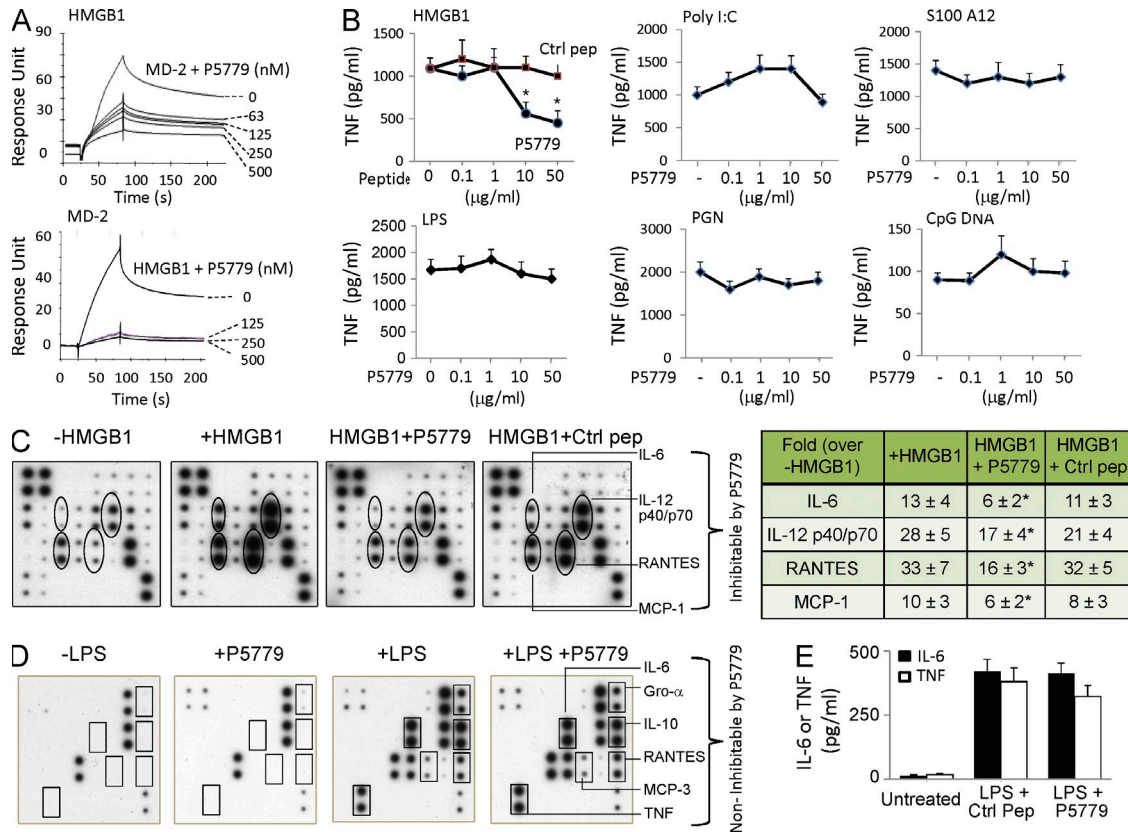 A
HMGB1
Response Unit
90
60
30
0
MD-2 + P5779 (nM)
0
63
125
250
500
0 50 100 150 200
Time (s)
MD-2
Response Unit
60
40
20
0
HMGB1 + P5779 (nM)
0
125
250
500
0 50 100 150 200
Time (s)
B
HMGB1
TNF (pg/ml)
1500
1000
500
0
Ctrl pep
* *
P5779
Peptide 0 0.1 1 10 50
(µg/ml)
Poly I:C
TNF (pg/ml)
2000
1500
1000
500
0
P5779 - 0.1 1 10 50
(µg/ml)
S100 A12
TNF (pg/ml)
2000
1500
1000
500
0
P5779 - 0.1 1 10 50
(µg/ml)
LPS
TNF (pg/ml)
2500
2000
1500
1000
500
0
P5779 0 0.1 1 10 50
(µg/ml)
PGN
TNF (pg/ml)
3000
2000
1000
0
P5779 - 0.1 1 10 50
(µg/ml)
CpG DNA
TNF (pg/ml)
150
100
50
0
P5779 - 0.1 1 10 50
(µg/ml)
C
-HMGB1 +HMGB1 HMGB1+P5779 HMGB1+Ctrl pep
IL-6
IL-12
p40/p70
RANTES
MCP-1
Inhibitable by P5779
Fold (over -HMGB1) +HMGB1 HMGB1 + P5779 HMGB1 + Ctrl pep
IL-6 13 ± 4 6 ± 2* 11 ± 3
IL-12 p40/p70 28 ± 5 17 ± 4* 21 ± 4
RANTES 33 ± 7 16 ± 3* 32 ± 5
MCP-1 10 ± 3 6 ± 2* 8 ± 3
D
-LPS +P5779 +LPS +LPS +P5779
IL-6
Gro-α
IL-10
RANTES
MCP-3
TNF
Non- Inhibitable by P5779
E
IL-6 or TNF
(pg/ml)
500
250
0
IL-6
TNF
Untreated LPS + Ctrl Pep LPS + P5779